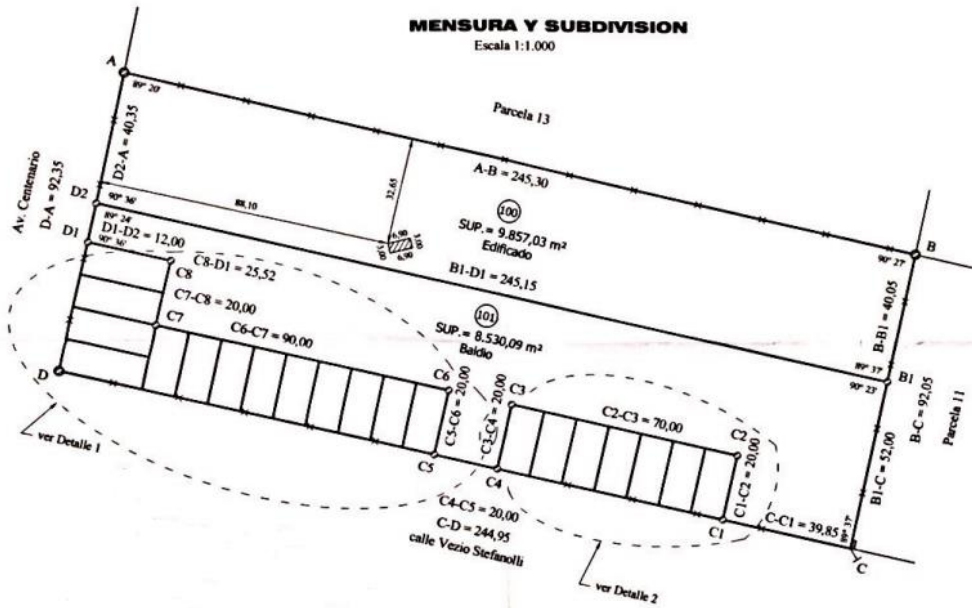 MENSURA Y SUBDIVISION
Escala 1:1.000
A
89° 20'
Parcela 13
A-B = 245,30
D2-A = 40,35
Av. Centenario
D-A = 92,35
32,65
88,10
D2
90° 36'
89° 24'
D1
D1-D2 = 12,00
90° 36'
6,90
3,00
3,00
6,90
100
SUP. = 9.857,03 m²
Edificado
B
90° 27'
B-B1 = 40,05
B1-D1 = 245,15
C8-D1 = 25,52
C8
C7-C8 = 20,00
C7
C6-C7 = 90,00
101
SUP. = 8.530,09 m²
Baldio
89° 37'
B1
90° 23'
B-C = 92,05
Parcela 11
B1-C = 52,00
D
C6
C5-C6 = 20,00
C5
C3
C3-C4 = 20,00
C4
C2-C3 = 70,00
C2
C1-C2 = 20,00
C1
C-C1 = 39,85
89° 37'
C
ver Detalle 1
C4-C5 = 20,00
C-D = 244,95
calle Vezio Stefanolli
ver Detalle 2